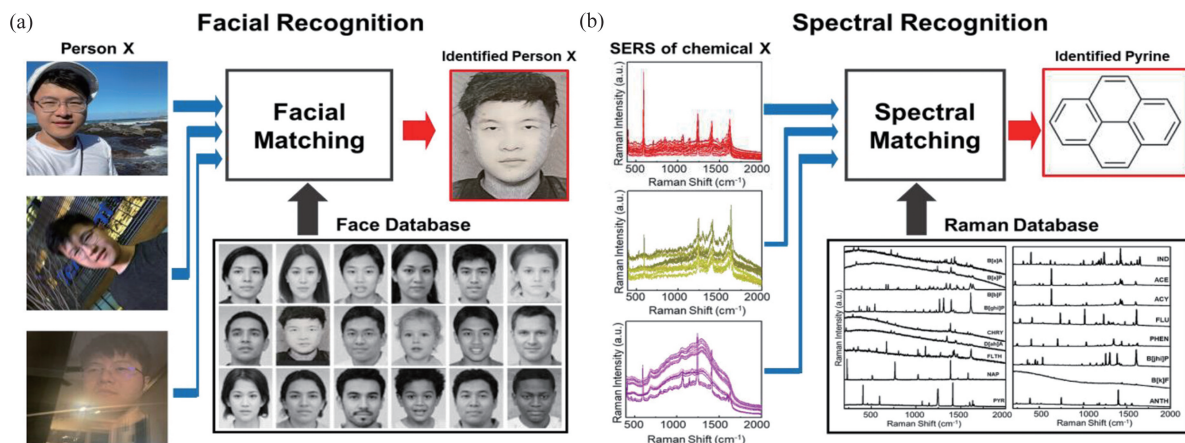 (a)
Facial Recognition
Person X
Facial
Matching
Identified Person X
Face Database
(b)
Spectral Recognition
SERS of chemical X
Raman Intensity (a.u.)
500
1000
1500
2000
Raman Shift (cm⁻¹)
Raman Intensity (a.u.)
500
1000
1500
2000
Raman Shift (cm⁻¹)
Raman Intensity (a.u.)
500
1000
1500
2000
Raman Shift (cm⁻¹)
Spectral
Matching
Identified Pyrine
Raman Database
Raman Intensity (a.u.)
B[a]A
B[a]P
B[b]F
B[ghi]P
CHRY
D[ah]A
FLTH
NAP
PYR
500
1000
1500
2000
Raman Shift (cm⁻¹)
IND
ACE
ACY
FLU
PHEN
B[jhi]P
B[k]F
ANTH
500
1000
1500
2000
Raman Shift (cm⁻¹)